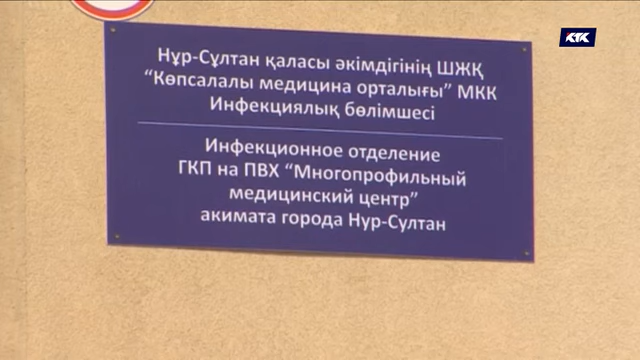 КТК
Нұр-Сұлтан қаласы әкімдігінің ШЖҚ
“Көпсалалы медицина орталығы” МКК
Инфекциялық бөлімшесі
Инфекционное отделение
ГКП на ПВХ “Многопрофильный
медицинский центр”
акимата города Нур-Султан